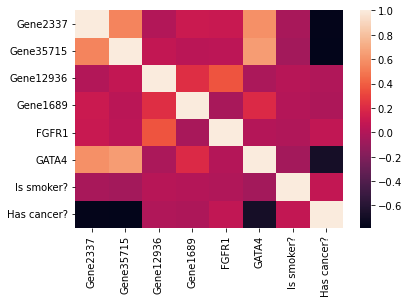 Gene2337
Gene35715
Gene12936
Gene1689
FGFR1
GATA4
Is smoker?
Has cancer?
Gene2337
Gene35715
Gene12936
Gene1689
FGFR1
GATA4
Is smoker?
Has cancer?
1.0
0.8
0.6
0.4
0.2
0.0
−0.2
−0.4
−0.6